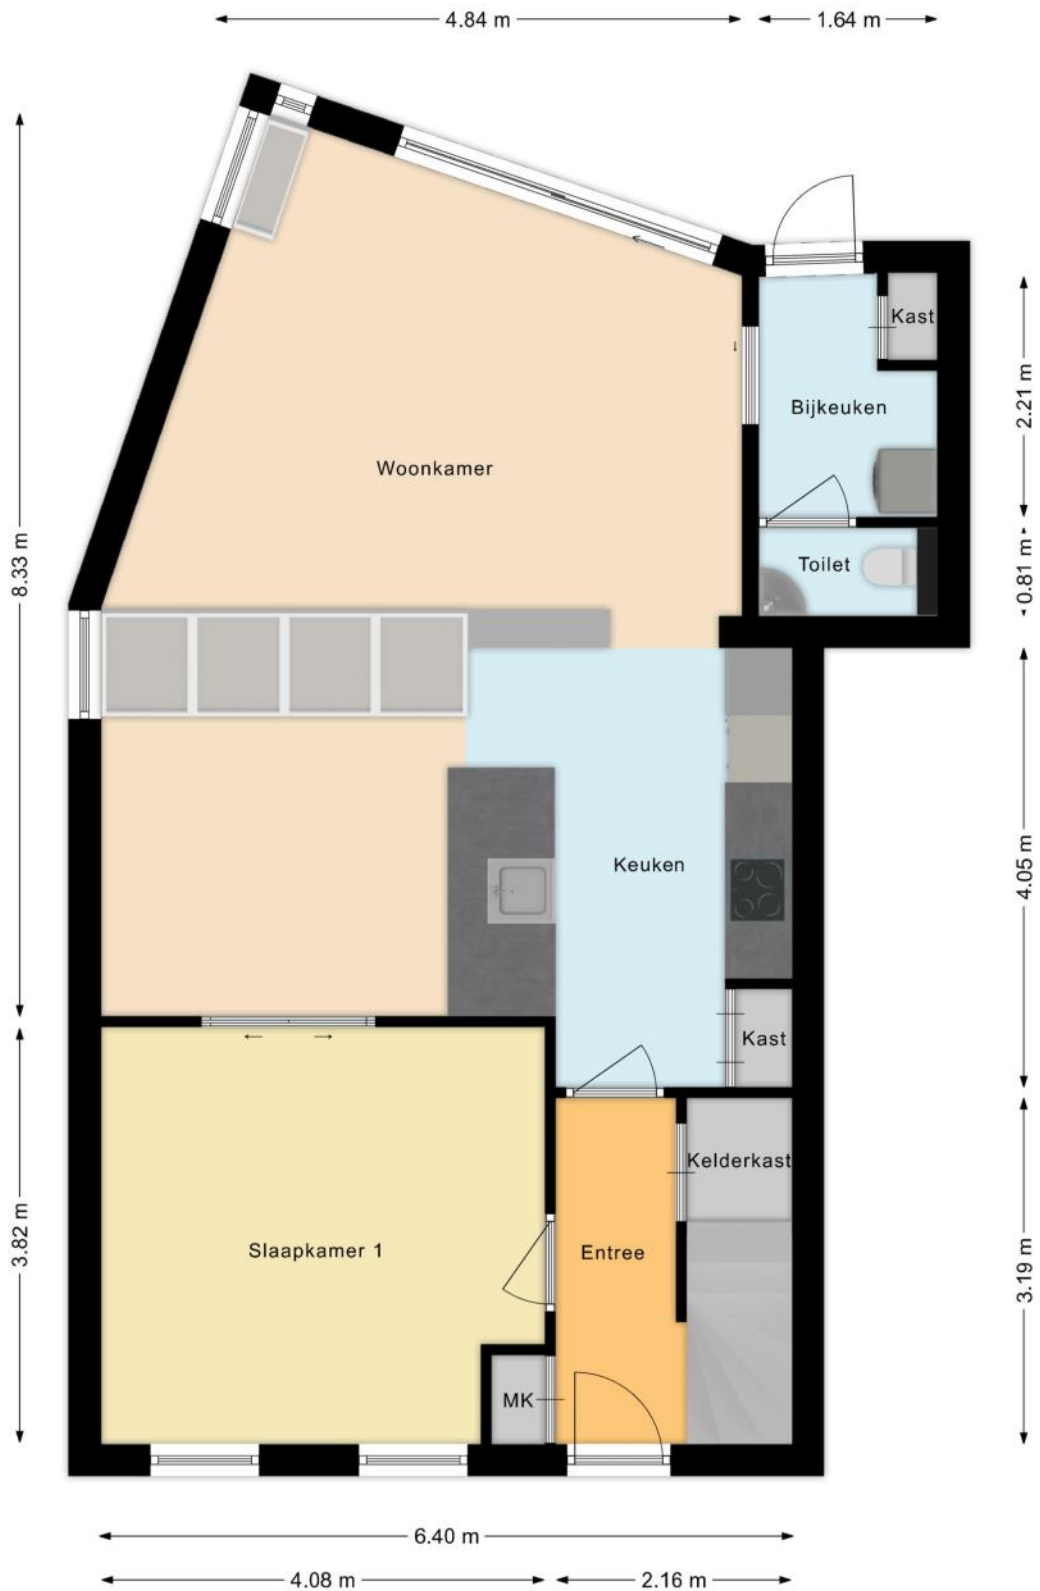 4.84 m
1.64 m
Kast
2.21 m
Bijkeuken
Woonkamer
8.33 m
Toilet
0.81 m
Keuken
4.05 m
Kast
Kelderkast
3.82 m
Slaapkamer 1
Entree
3.19 m
MK
6.40 m
4.08 m
2.16 m